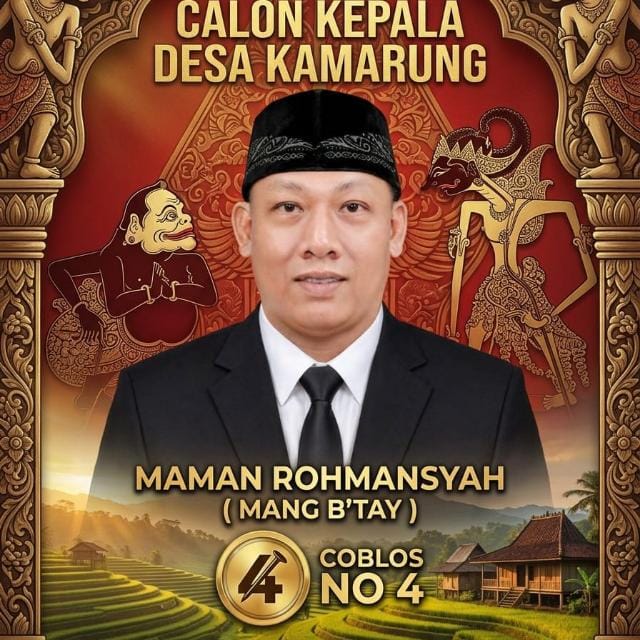 CALON KEPALA
DESA KAMARUNG
MAMAN ROHMANSYAH
( MANG B'TAY )
4
COBLOS
NO 4